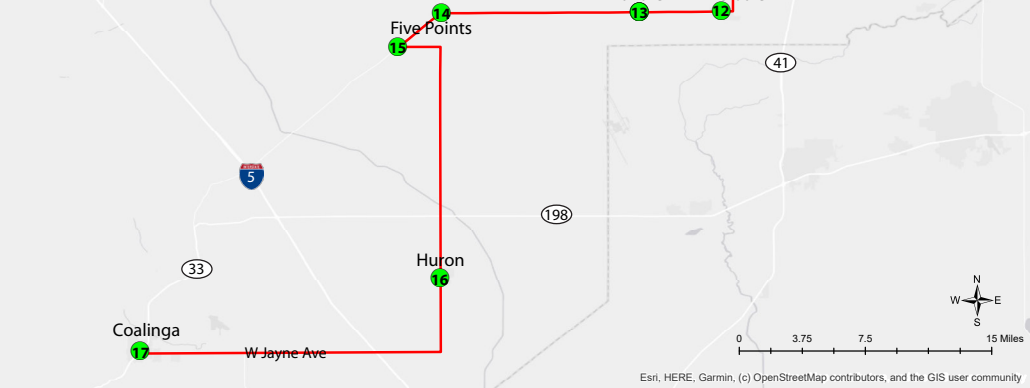 14
13
12
Five Points
15
41
5
198
Huron
16
33
Coalinga
17
W Jayne Ave
N
W
E
S
0 3.75 7.5 15 Miles
Esri, HERE, Garmin, (c) OpenStreetMap contributors, and the GIS user community